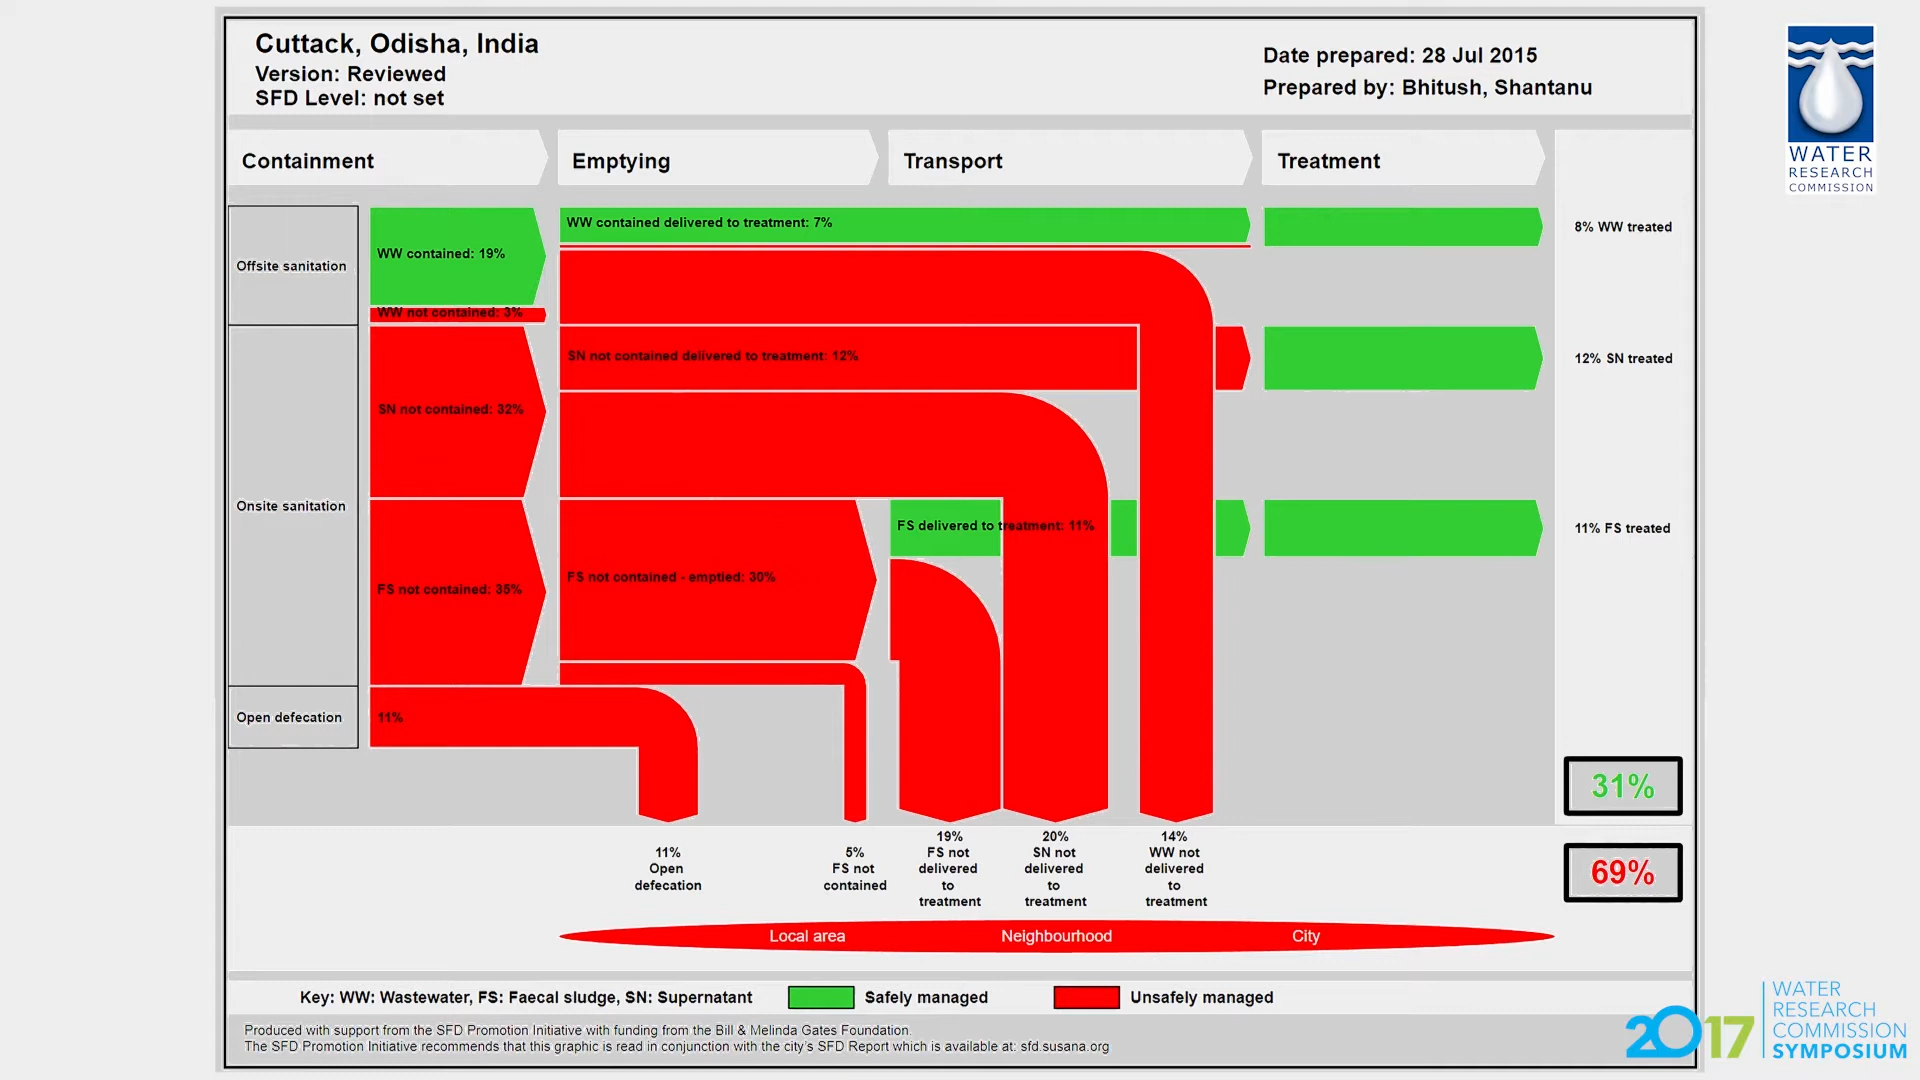 Cuttack, Odisha, India
Version: Reviewed
SFD Level: not set
Date prepared: 28 Jul 2015
Prepared by: Bhitush, Shantanu
WATER
RESEARCH
COMMISSION
Containment
Emptying
Transport
Treatment
Offsite sanitation
WW contained: 19%
WW contained delivered to treatment: 7%
8% WW treated
WW not contained: 3%
SN not contained delivered to treatment: 12%
12% SN treated
SN not contained: 32%
Onsite sanitation
FS delivered to treatment: 11%
11% FS treated
FS not contained - emptied: 30%
FS not contained: 35%
Open defecation
11%
31%
69%
11%
Open
defecation
5%
FS not
contained
19%
FS not
delivered
to
treatment
20%
SN not
delivered
to
treatment
14%
WW not
delivered
to
treatment
Local area
Neighbourhood
City
Key: WW: Wastewater, FS: Faecal sludge, SN: Supernatant
Safely managed
Unsafely managed
Produced with support from the SFD Promotion Initiative with funding from the Bill & Melinda Gates Foundation.
The SFD Promotion Initiative recommends that this graphic is read in conjunction with the city's SFD Report which is available at: sfd.susana.org
2017
WATER
RESEARCH
COMMISSION
SYMPOSIUM